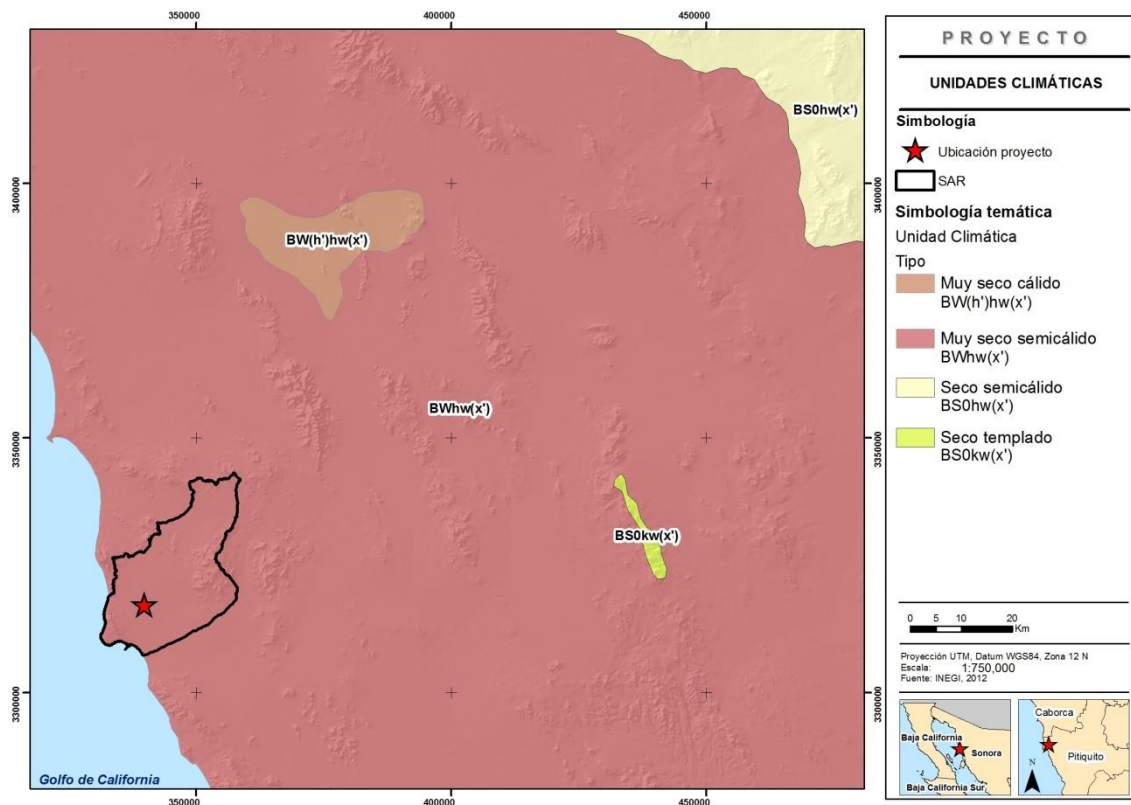 350000
400000
450000
3400000
3350000
3300000
BS0hw(x')
BW(h')hw(x')
BWhw(x')
BS0kw(x')
Golfo de California
3400000
3350000
3300000
350000
400000
450000
PROYECTO
UNIDADES CLIMÁTICAS
Simbología
Ubicación proyecto
SAR
Simbología temática
Unidad Climática
Tipo
Muy seco cálido
BW(h')hw(x')
Muy seco semicálido
BWhw(x')
Seco semicálido
BS0hw(x')
Seco templado
BS0kw(x')
0 5 10 20
Km
Proyección UTM, Datum WGS84, Zona 12 N
Escala: 1:750,000
Fuente: INEGI, 2012
Baja California
Sonora
Baja California Sur
Caborca
Pitiquito
N